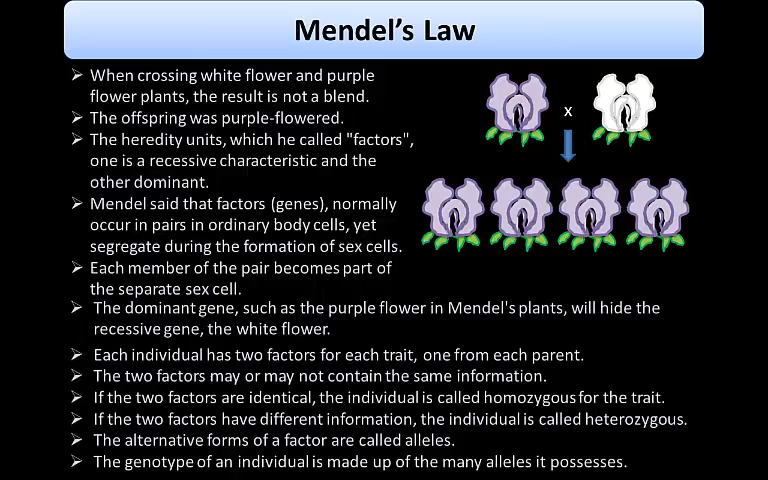 Mendel's Law
➢ When crossing white flower and purple
flower plants, the result is not a blend.
➢ The offspring was purple-flowered.
➢ The heredity units, which he called "factors",
one is a recessive characteristic and the
other dominant.
➢ Mendel said that factors (genes), normally
occur in pairs in ordinary body cells, yet
segregate during the formation of sex cells.
➢ Each member of the pair becomes part of
the separate sex cell.
x
➢ The dominant gene, such as the purple flower in Mendel's plants, will hide the
recessive gene, the white flower.
➢ Each individual has two factors for each trait, one from each parent.
➢ The two factors may or may not contain the same information.
➢ If the two factors are identical, the individual is called homozygous for the trait.
➢ If the two factors have different information, the individual is called heterozygous.
➢ The alternative forms of a factor are called alleles.
➢ The genotype of an individual is made up of the many alleles it possesses.